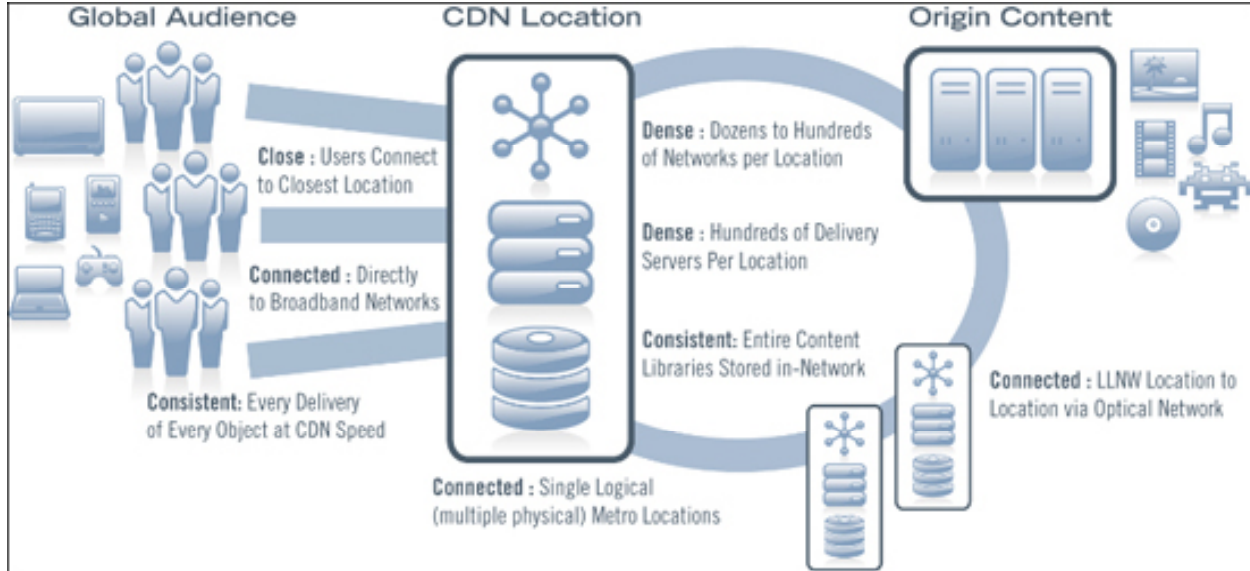 Global Audience
CDN Location
Origin Content
Close : Users Connect
to Closest Location
Connected : Directly
to Broadband Networks
Consistent: Every Delivery
of Every Object at CDN Speed
Dense : Dozens to Hundreds
of Networks per Location
Dense : Hundreds of Delivery
Servers Per Location
Consistent: Entire Content
Libraries Stored in-Network
Connected : Single Logical
(multiple physical) Metro Locations
Connected : LLNW Location to
Location via Optical Network